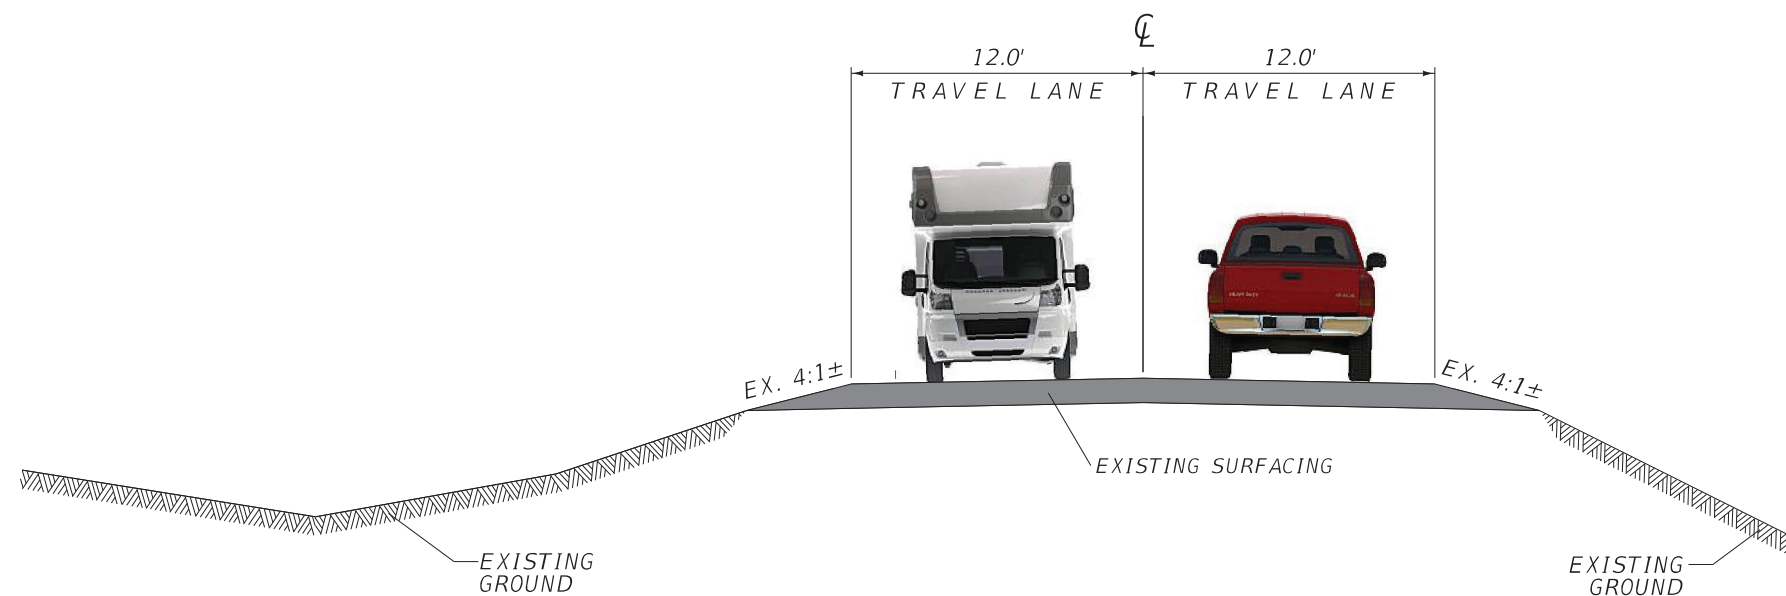 ℄
12.0' 12.0'
TRAVEL LANE TRAVEL LANE
EX. 4:1± EX. 4:1±
EXISTING SURFACING
EXISTING
GROUND
EXISTING
GROUND